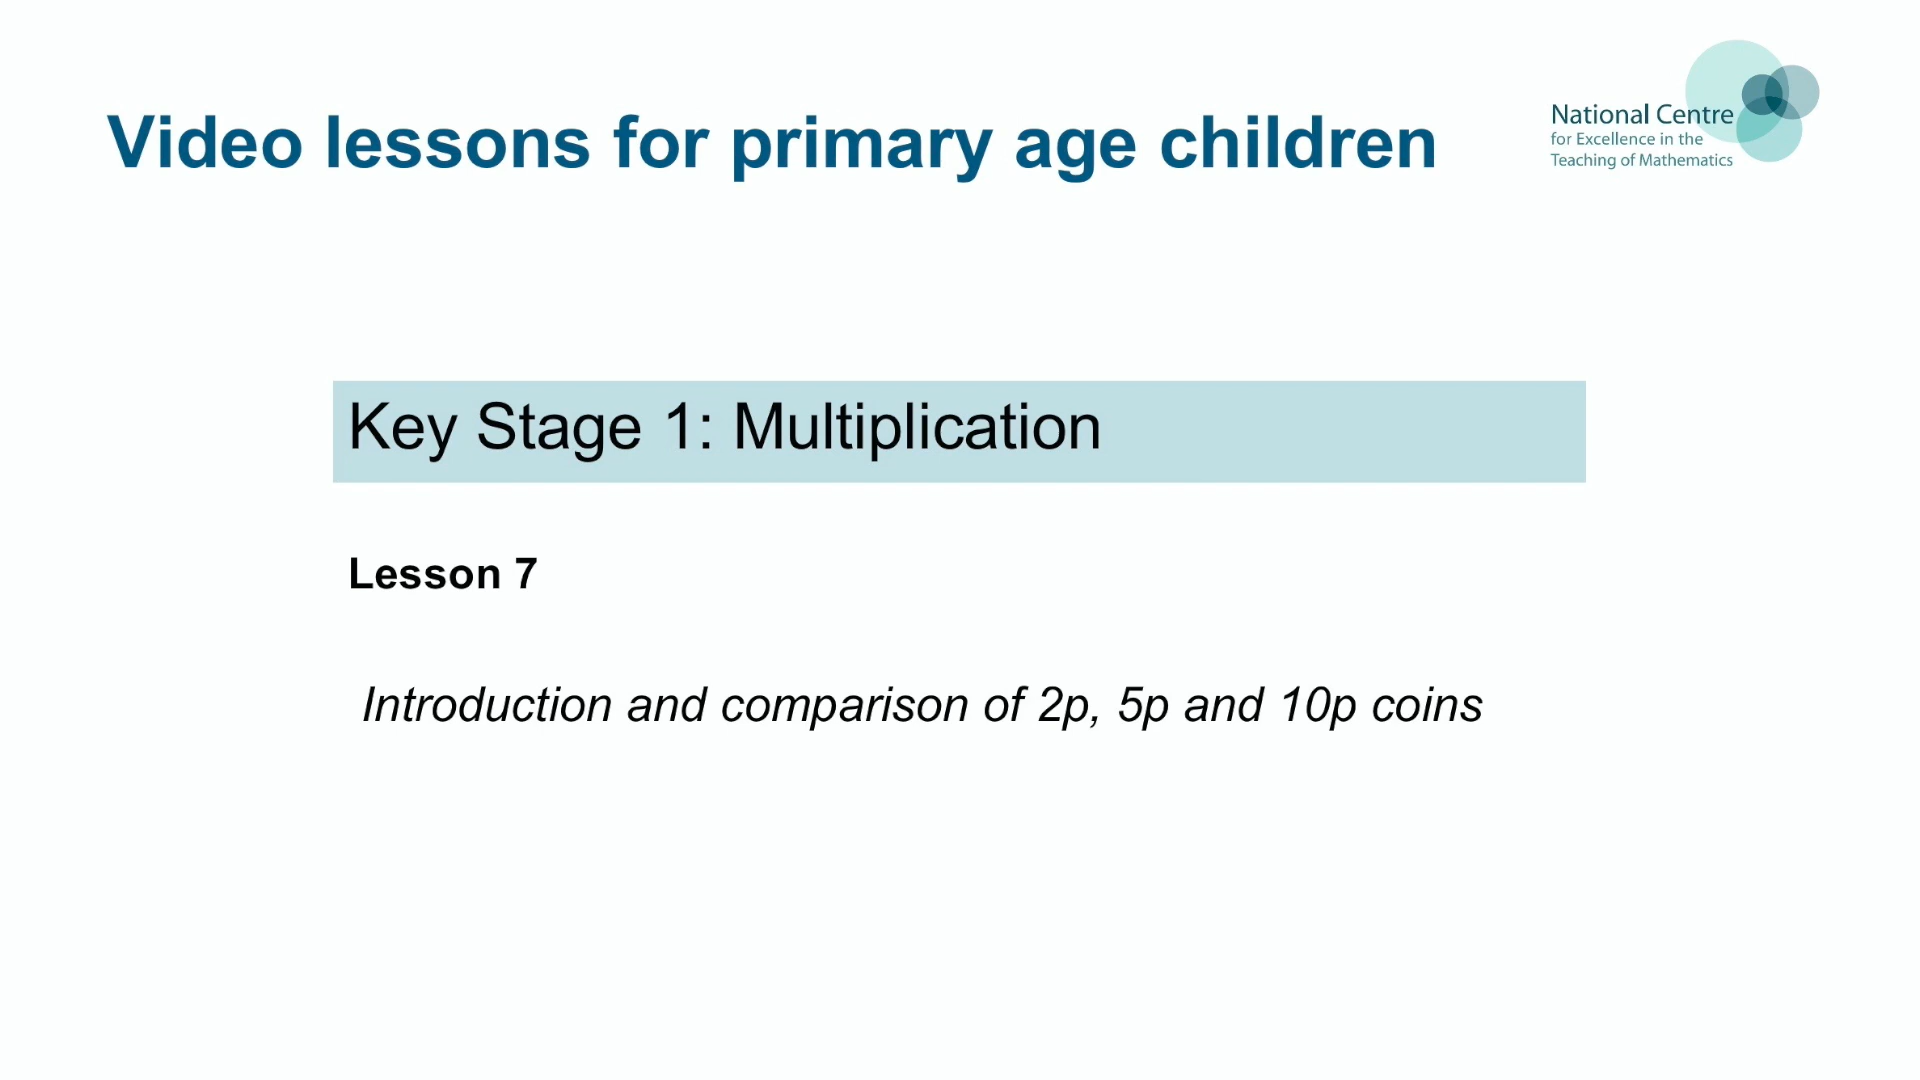 Video lessons for primary age children
National Centre
for Excellence in the
Teaching of Mathematics
Key Stage 1: Multiplication
Lesson 7
Introduction and comparison of 2p, 5p and 10p coins